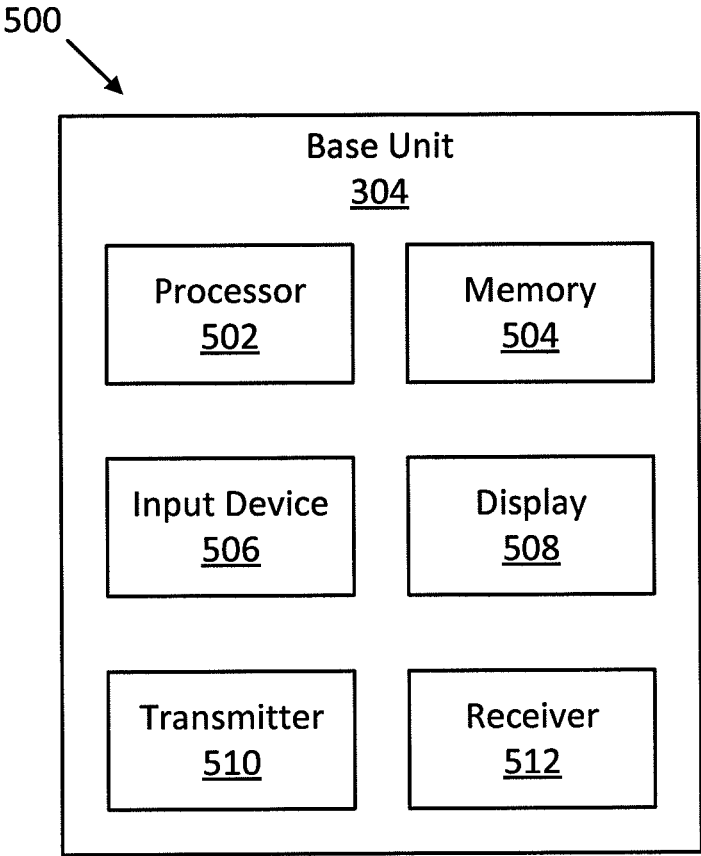 500
Base Unit
304
Processor
502
Memory
504
Input Device
506
Display
508
Transmitter
510
Receiver
512